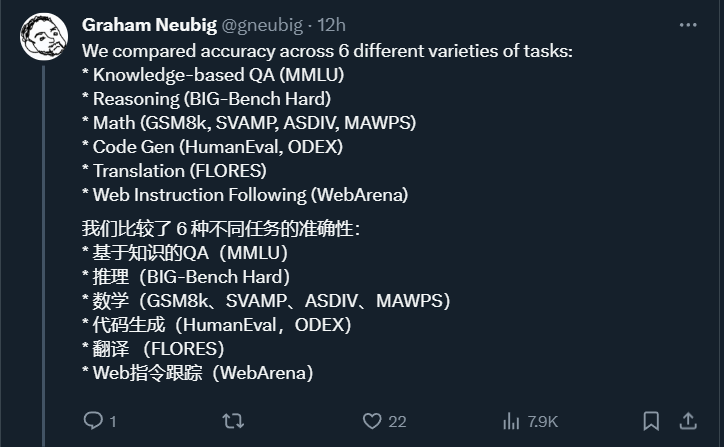 Graham Neubig @gneubig · 12h
We compared accuracy across 6 different varieties of tasks:
* Knowledge-based QA (MMLU)
* Reasoning (BIG-Bench Hard)
* Math (GSM8k, SVAMP, ASDIV, MAWPS)
* Code Gen (HumanEval, ODEX)
* Translation (FLORES)
* Web Instruction Following (WebArena)
我们比较了 6 种不同任务的准确性：
* 基于知识的QA（MMLU）
* 推理（BIG-Bench Hard）
* 数学（GSM8k、SVAMP、ASDIV、MAWPS）
* 代码生成（HumanEval，ODEX）
* 翻译 （FLORES）
* Web指令跟踪（WebArena）
1 22 7.9K